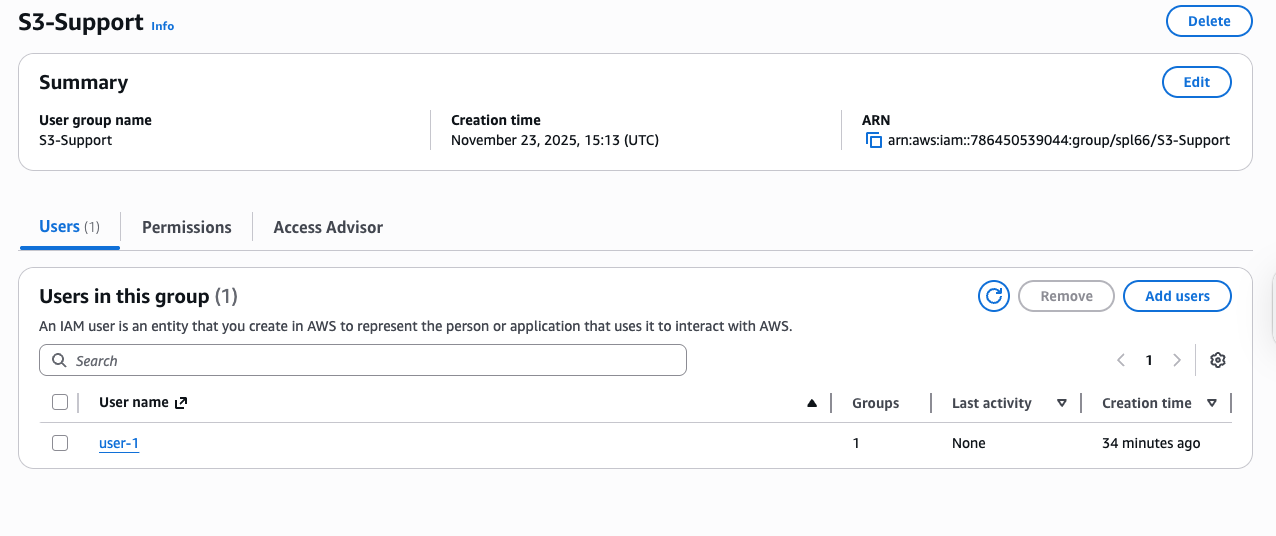 S3-Support Info
Delete
Summary
Edit
User group name
S3-Support
Creation time
November 23, 2025, 15:13 (UTC)
ARN
arn:aws:iam::786450539044:group/spl66/S3-Support
Users (1)
Permissions
Access Advisor
Users in this group (1)
Remove
Add users
An IAM user is an entity that you create in AWS to represent the person or application that uses it to interact with AWS.
Search
1
User name
Groups
Last activity
Creation time
user-1
1
None
34 minutes ago